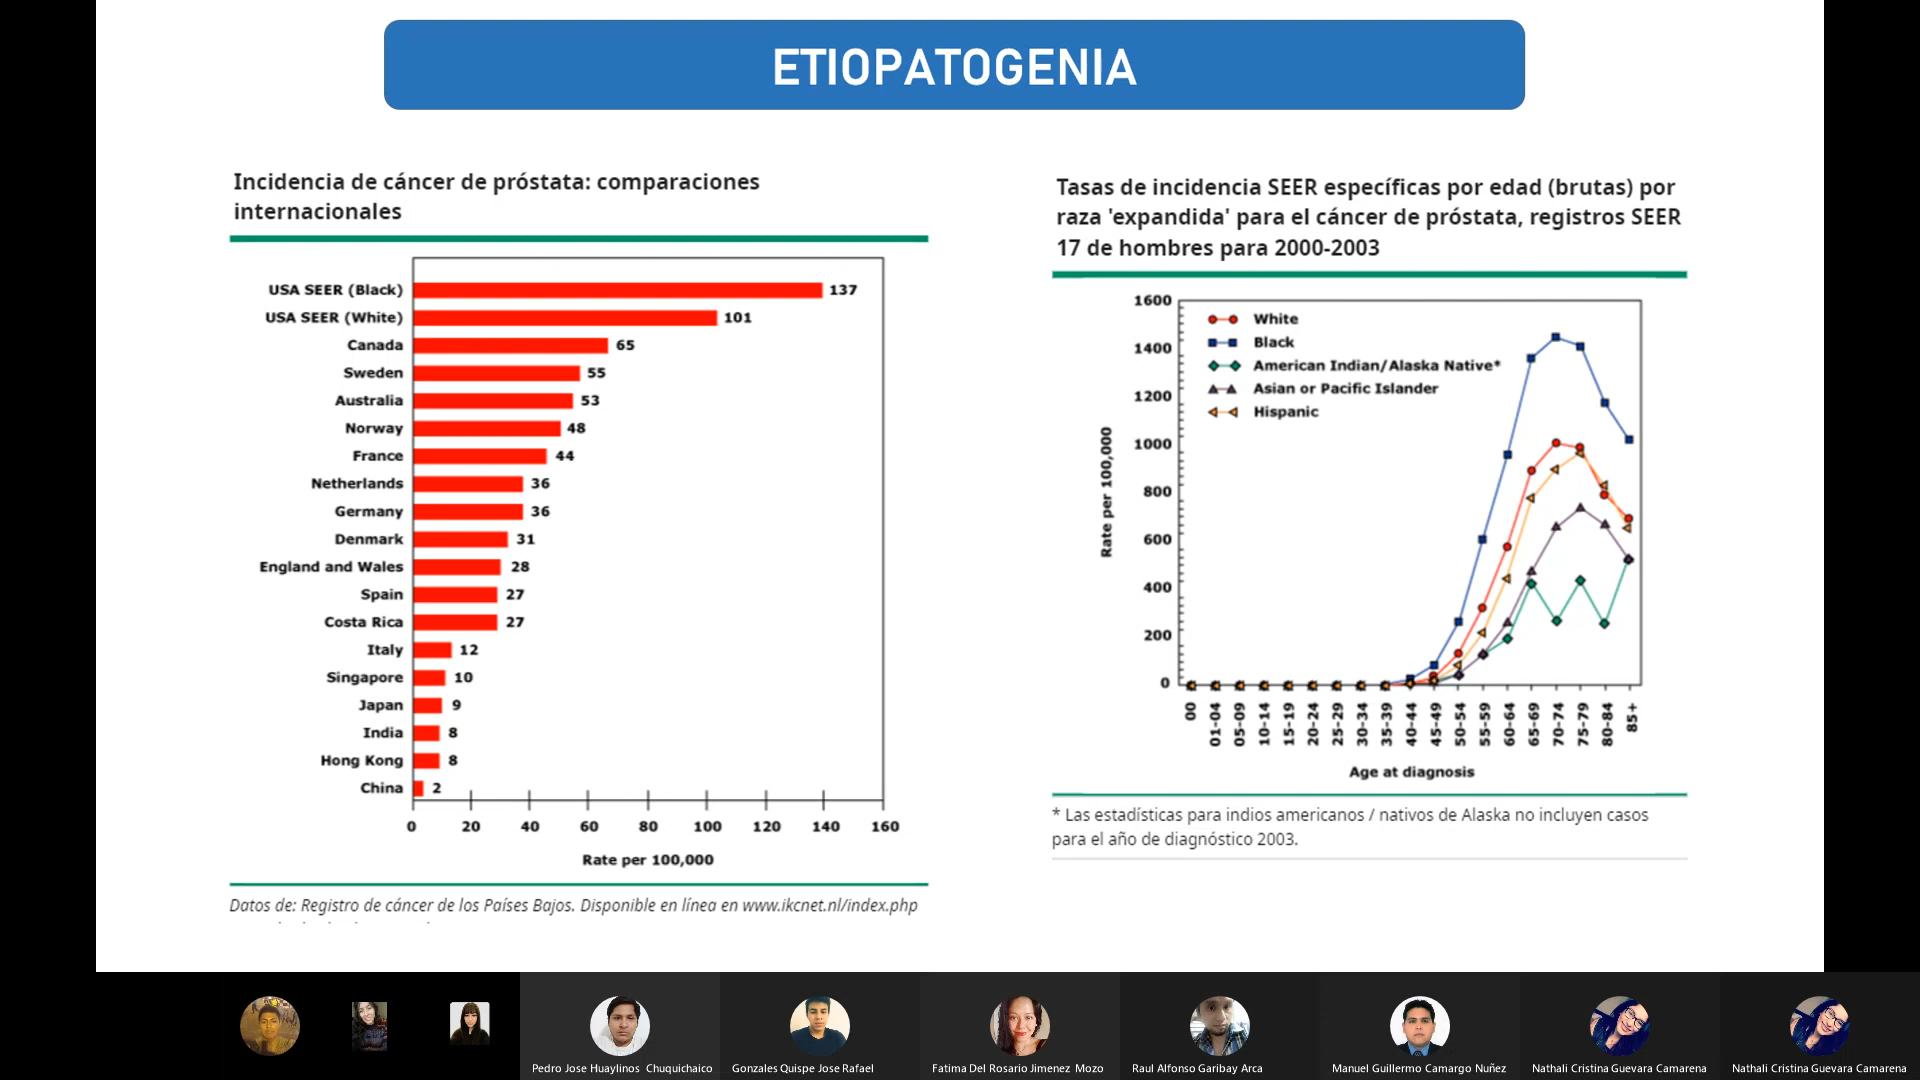 ETIOPATOGENIA
Incidencia de cáncer de próstata: comparaciones
internacionales
USA SEER (Black) 137
USA SEER (White) 101
Canada 65
Sweden 55
Australia 53
Norway 48
France 44
Netherlands 36
Germany 36
Denmark 31
England and Wales 28
Spain 27
Costa Rica 27
Italy 12
Singapore 10
Japan 9
India 8
Hong Kong 8
China 2
0 20 40 60 80 100 120 140 160
Rate per 100,000
Datos de: Registro de cáncer de los Países Bajos. Disponible en línea en www.ikcnet.nl/index.php
Tasas de incidencia SEER específicas por edad (brutas) por
raza 'expandida' para el cáncer de próstata, registros SEER
17 de hombres para 2000-2003
1600
1400
1200
1000
800
600
400
200
0
Rate per 100,000
White
Black
American Indian/Alaska Native*
Asian or Pacific Islander
Hispanic
00 01-04 05-09 10-14 15-19 20-24 25-29 30-34 35-39 40-44 45-49 50-54 55-59 60-64 65-69 70-74 75-79 80-84 85+
Age at diagnosis
* Las estadísticas para indios americanos / nativos de Alaska no incluyen casos
para el año de diagnóstico 2003.
Pedro Jose Huaylinos Chuquichaico
Gonzales Quispe Jose Rafael
Fatima Del Rosario Jimenez Mozo
Raul Alfonso Garibay Arca
Manuel Guillermo Camargo Nuñez
Nathali Cristina Guevara Camarena
Nathali Cristina Guevara Camarena